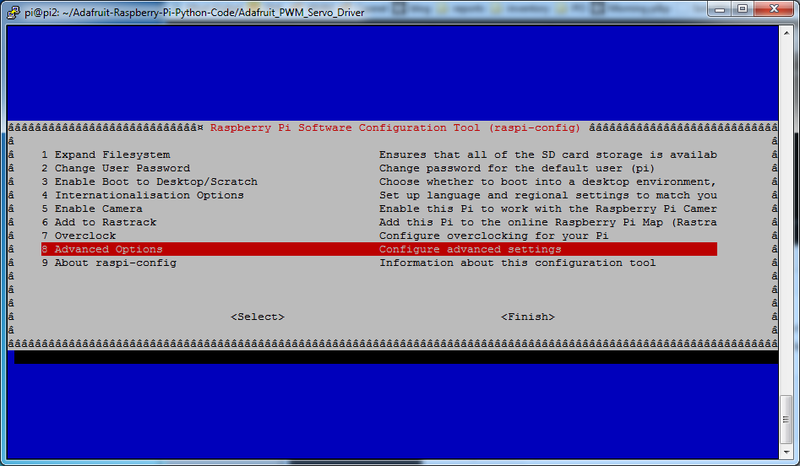 pi@pi2: ~/Adafruit-Raspberry-Pi-Python-Code/Adafruit_PWM_Servo_Driver
Raspberry Pi Software Configuration Tool (raspi-config)
1 Expand Filesystem Ensures that all of the SD card storage is availab
2 Change User Password Change password for the default user (pi)
3 Enable Boot to Desktop/Scratch Choose whether to boot into a desktop environment,
4 Internationalisation Options Set up language and regional settings to match you
5 Enable Camera Enable this Pi to work with the Raspberry Pi Camer
6 Add to Rastrack Add this Pi to the online Raspberry Pi Map (Rastra
7 Overclock Configure overclocking for your Pi
8 Advanced Options Configure advanced settings
9 About raspi-config Information about this configuration tool
<Select> <Finish>